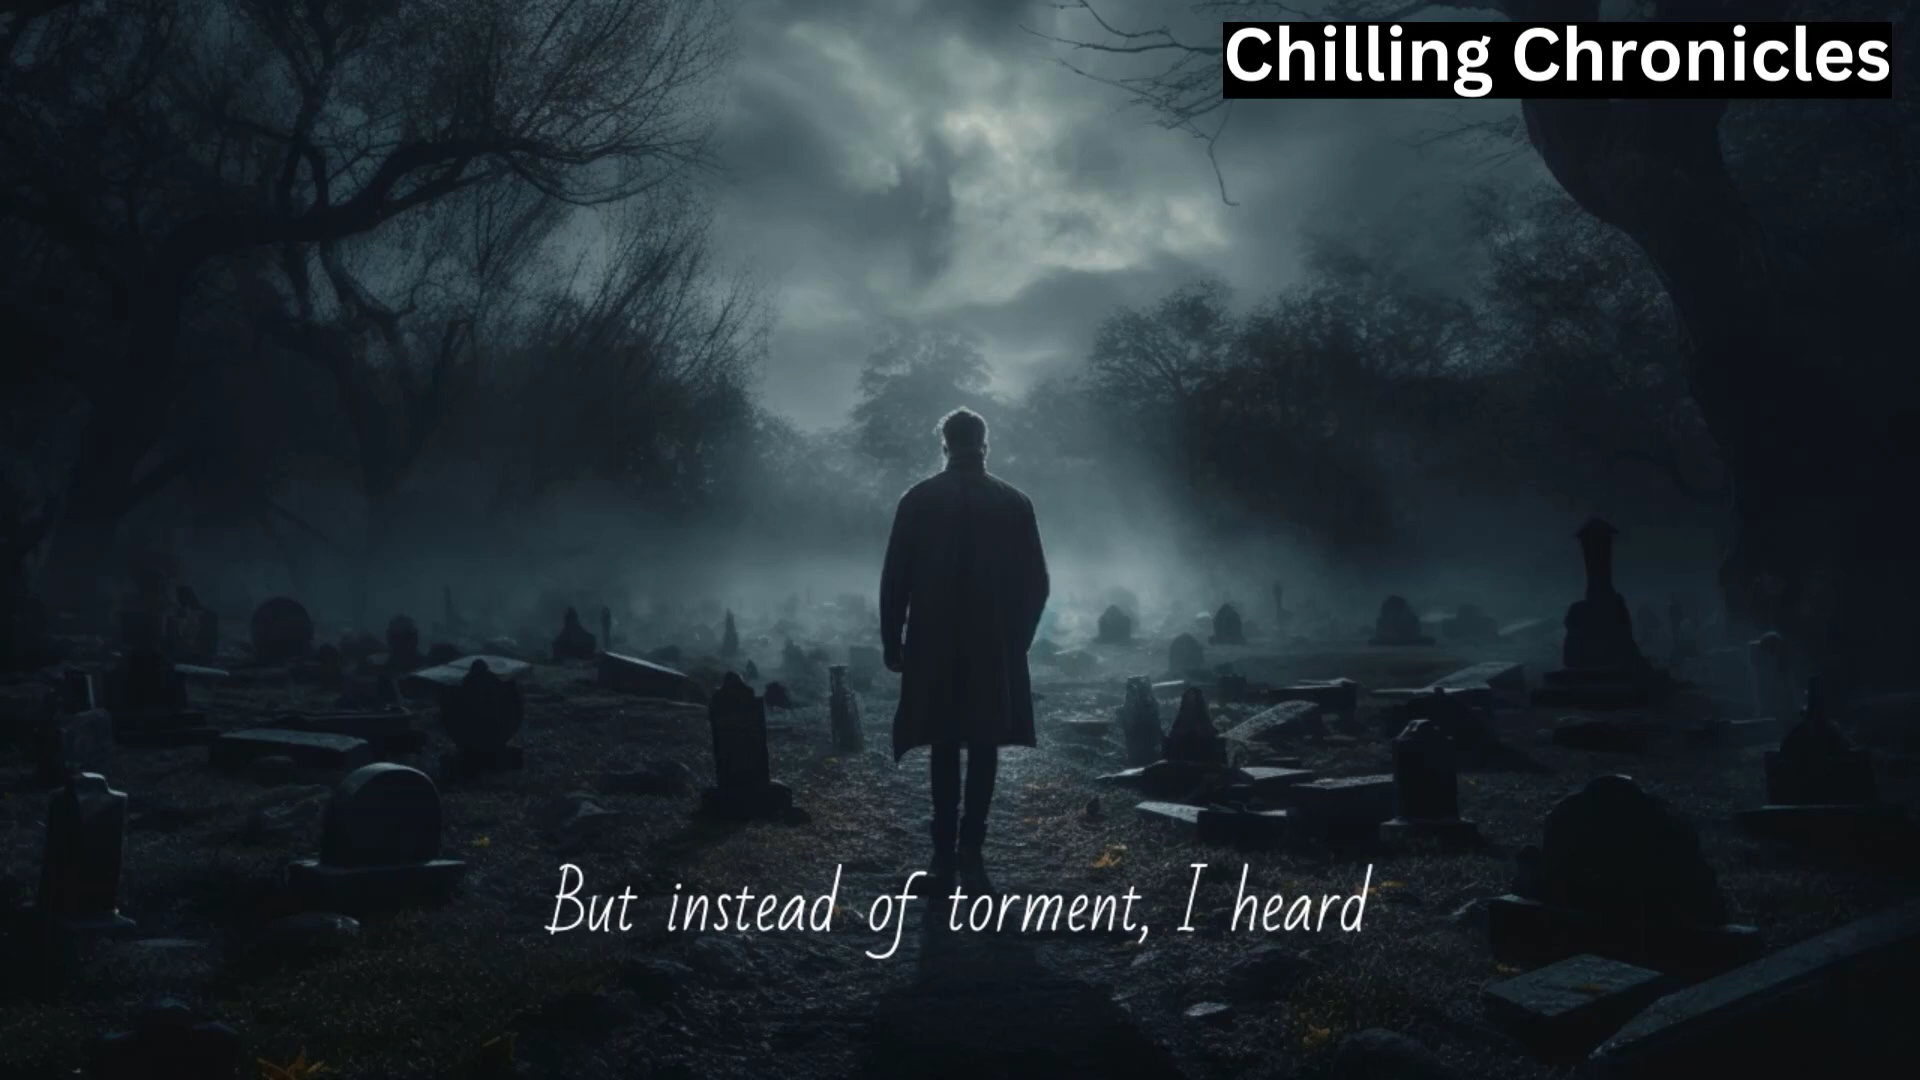 Chilling Chronicles
But instead of torment, I heard